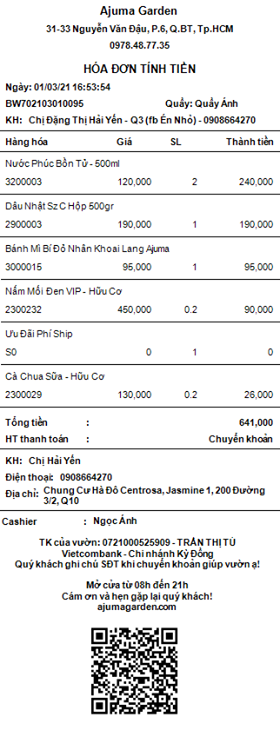 Ajuma Garden
31-33 Nguyễn Văn Đậu, P.6, Q.BT, Tp.HCM
0978.48.77.35
HÓA ĐƠN TÍNH TIỀN
Ngày: 01/03/21 16:53:54
BW702103010095 Quầy: Quầy Ánh
KH: Chị Đặng Thị Hải Yến - Q3 (fb Én Nhỏ) - 0908664270
Hàng hóa Giá SL Thành tiền
Nước Phúc Bồn Tử - 500ml
3200003 120,000 2 240,000
Dâu Nhật Sz C Hộp 500gr
2900003 190,000 1 190,000
Bánh Mì Bí Đỏ Nhân Khoai Lang Ajuma
3000015 95,000 1 95,000
Nấm Mối Đen VIP - Hữu Cơ
2300232 450,000 0.2 90,000
Ưu Đãi Phí Ship
S0 0 1 0
Cà Chua Sữa - Hữu Cơ
2300029 130,000 0.2 26,000
Tổng tiền : 641,000
HT thanh toán : Chuyển khoản
KH: Chị Hải Yến
Điện thoại: 0908664270
Địa chỉ: Chung Cư Hà Đô Centrosa, Jasmine 1, 200 Đường
3/2, Q10
Cashier : Ngọc Ánh
TK của vườn: 0721000525909 - TRẦN THỊ TÚ
Vietcombank - Chi nhánh Kỳ Đồng
Quý khách ghi chú SĐT khi chuyển khoản giúp vườn ạ!
Mở cửa từ 08h đến 21h
Cám ơn và hẹn gặp lại quý khách!
ajumagarden.com